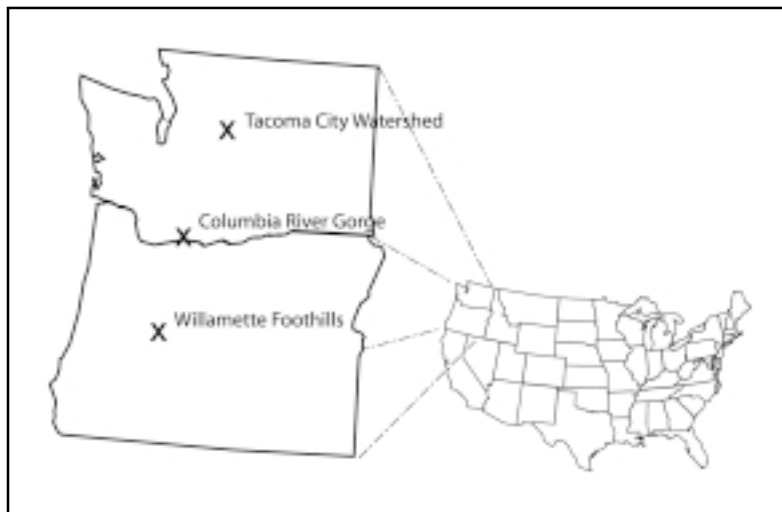 X Tacoma City Watershed
X Columbia River Gorge
X Willamette Foothills